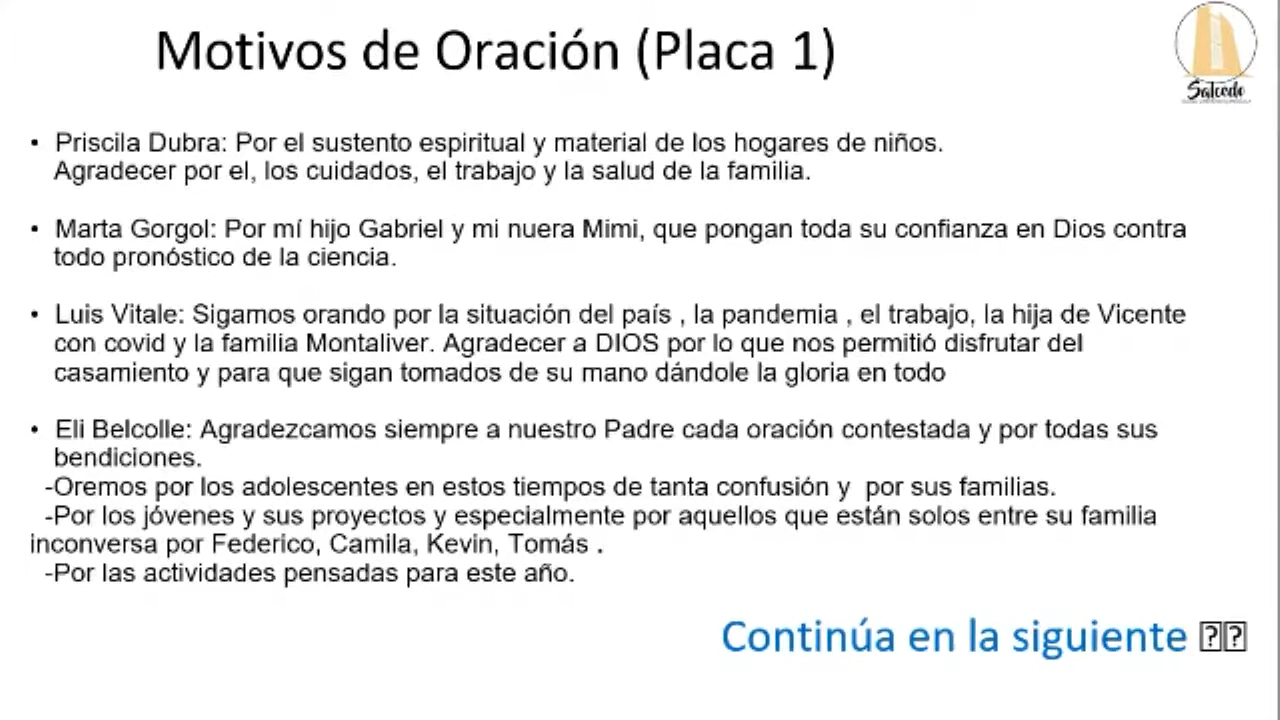 Motivos de Oración (Placa 1)
Salcedo
• Priscila Dubra: Por el sustento espiritual y material de los hogares de niños.
Agradecer por el, los cuidados, el trabajo y la salud de la familia.
• Marta Gorgol: Por mí hijo Gabriel y mi nuera Mimi, que pongan toda su confianza en Dios contra
todo pronóstico de la ciencia.
• Luis Vitale: Sigamos orando por la situación del país , la pandemia , el trabajo, la hija de Vicente
con covid y la familia Montaliver. Agradecer a DIOS por lo que nos permitió disfrutar del
casamiento y para que sigan tomados de su mano dándole la gloria en todo
• Eli Belcolle: Agradezcamos siempre a nuestro Padre cada oración contestada y por todas sus
bendiciones.
-Oremos por los adolescentes en estos tiempos de tanta confusión y  por sus familias.
-Por los jóvenes y sus proyectos y especialmente por aquellos que están solos entre su familia
inconversa por Federico, Camila, Kevin, Tomás .
-Por las actividades pensadas para este año.
Continúa en la siguiente